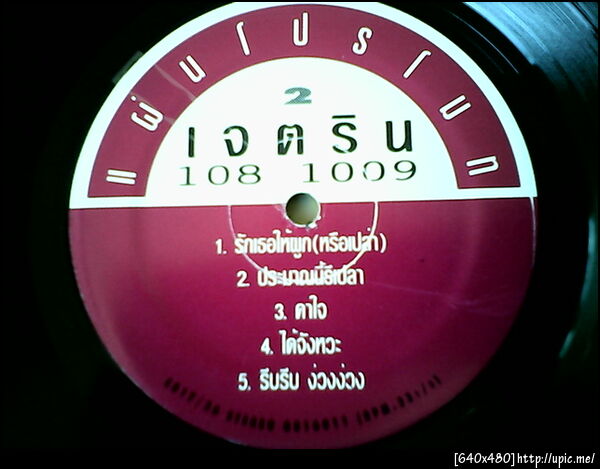 แผ่นโปรโมท
2
เจตริน
108 1009
1. รักเธอให้ผูก(หรือเปล่า)
2. ประมาณนี้รึเปล่า
3. คาใจ
4. ได้จังหวะ
5. รีบรีบ ง่วงง่วง
[640x480]http://upic.me/